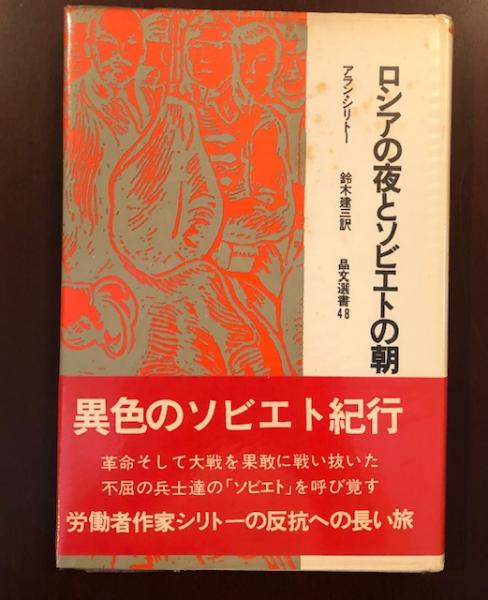 ロシアの夜とソビエトの朝
アラン・シリトー
鈴木建三訳
晶文選書48
異色のソビエト紀行
革命そして大戦を果敢に戦い抜いた
不屈の兵士達の「ソビエト」を呼び覚す
労働者作家シリトーの反抗への長い旅